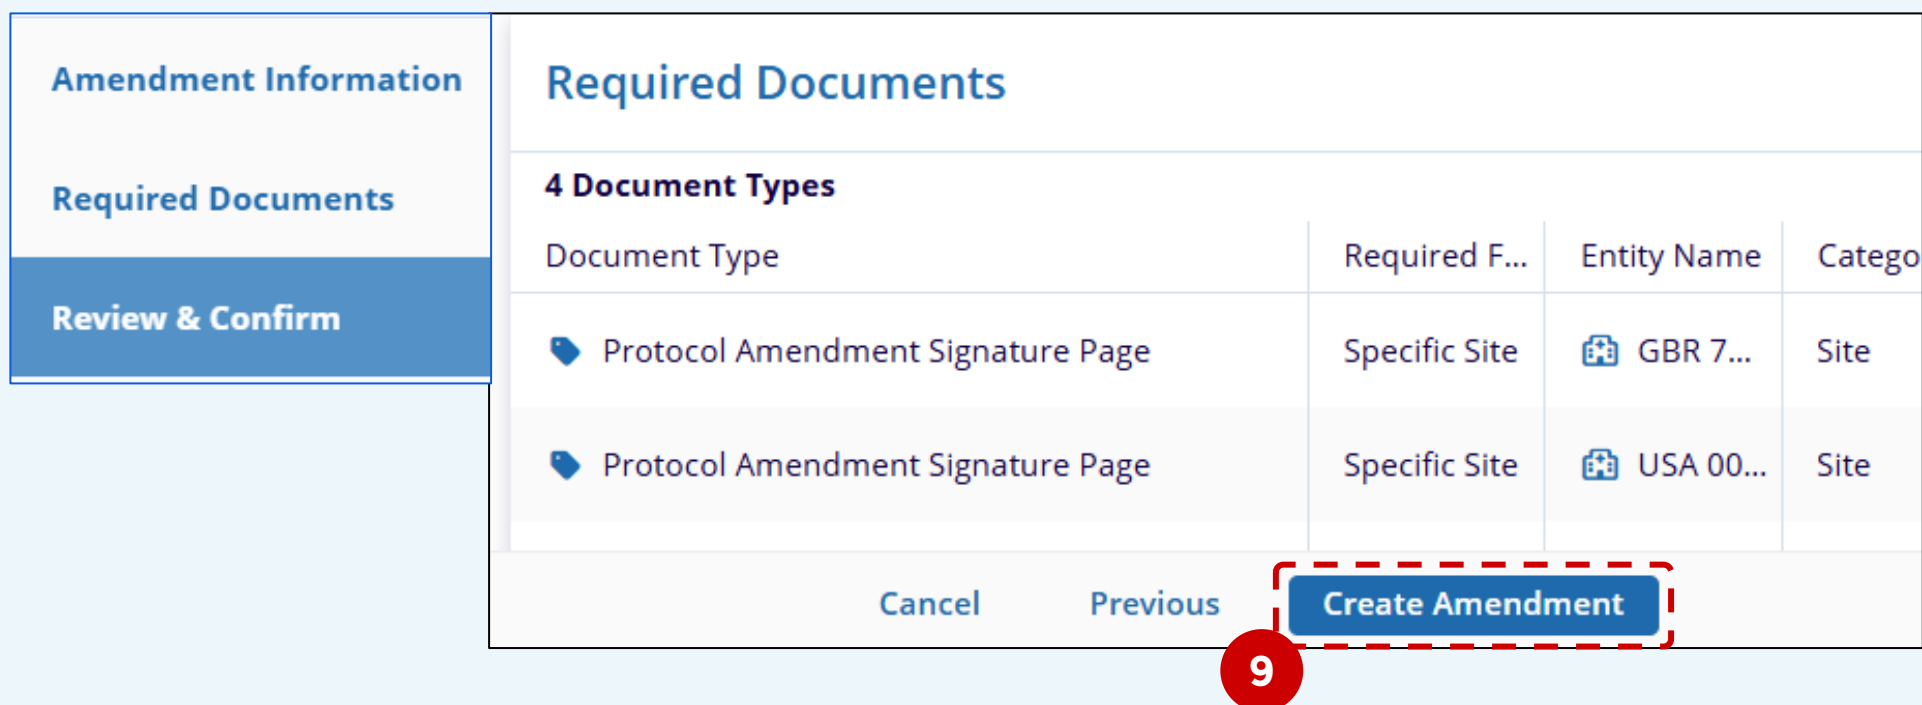 Amendment Information
Required Documents
Review & Confirm
Required Documents
4 Document Types
Document Type Required F... Entity Name Catego
Protocol Amendment Signature Page Specific Site GBR 7... Site
Protocol Amendment Signature Page Specific Site USA 00... Site
Cancel Previous Create Amendment
9